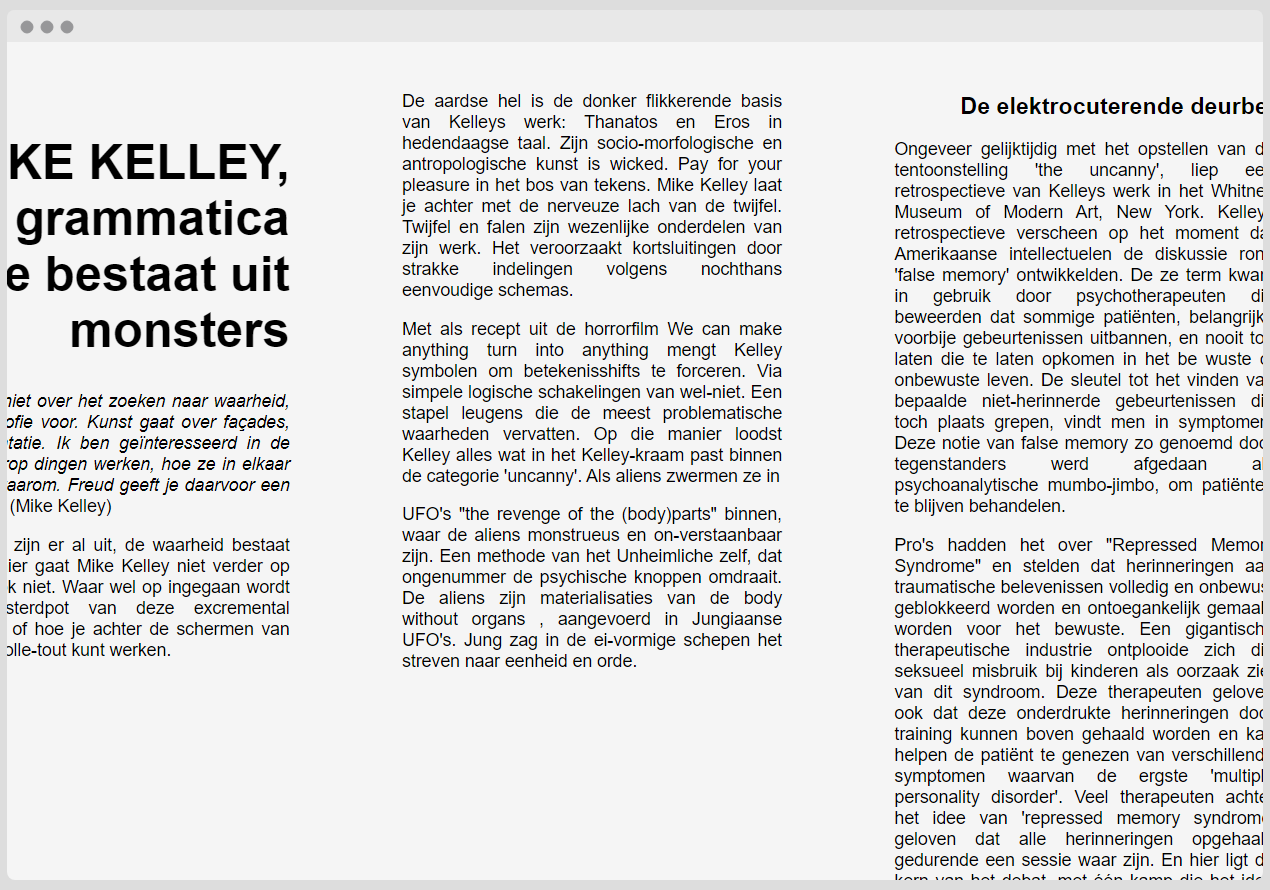 KE KELLEY,
grammatica
e bestaat uit
monsters
niet over het zoeken naar waarheid,
ofie voor. Kunst gaat over façades,
tatie. Ik ben geïnteresseerd in de
rop dingen werken, hoe ze in elkaar
aarom. Freud geeft je daarvoor een
(Mike Kelley)
zijn er al uit, de waarheid bestaat
ier gaat Mike Kelley niet verder op
k niet. Waar wel op ingegaan wordt
sterdpot van deze excremental
of hoe je achter de schermen van
olle-tout kunt werken.
De aardse hel is de donker flikkerende basis
van Kelleys werk: Thanatos en Eros in
hedendaagse taal. Zijn socio-morfologische en
antropologische kunst is wicked. Pay for your
pleasure in het bos van tekens. Mike Kelley laat
je achter met de nerveuze lach van de twijfel.
Twijfel en falen zijn wezenlijke onderdelen van
zijn werk. Het veroorzaakt kortsluitingen door
strakke indelingen volgens nochthans
eenvoudige schemas.
Met als recept uit de horrorfilm We can make
anything turn into anything mengt Kelley
symbolen om betekenisshifts te forceren. Via
simpele logische schakelingen van wel-niet. Een
stapel leugens die de meest problematische
waarheden vervatten. Op die manier loodst
Kelley alles wat in het Kelley-kraam past binnen
de categorie 'uncanny'. Als aliens zwermen ze in
UFO's "the revenge of the (body)parts" binnen,
waar de aliens monstrueus en on-verstaanbaar
zijn. Een methode van het Unheimliche zelf, dat
ongenummer de psychische knoppen omdraait.
De aliens zijn materialisaties van de body
without organs , aangevoerd in Jungiaanse
UFO's. Jung zag in de ei-vormige schepen het
streven naar eenheid en orde.
De elektrocuterende deurbe
Ongeveer gelijktijdig met het opstellen van d
tentoonstelling 'the uncanny', liep ee
retrospectieve van Kelleys werk in het Whitne
Museum of Modern Art, New York. Kelley
retrospectieve verscheen op het moment da
Amerikaanse intellectuelen de discussie ron
'false memory' ontwikkelden. De ze term kwam
in gebruik door psychotherapeuten di
beweerden dat sommige patiënten, belangrijk
voorbije gebeurtenissen uitbannen, en nooit to
laten die te laten opkomen in het be wuste o
onbewuste leven. De sleutel tot het vinden va
bepaalde niet-herinnerde gebeurtenissen di
toch plaats grepen, vindt men in symptomen
Deze notie van false memory zo genoemd doo
tegenstanders werd afgedaan al
psychoanalytische mumbo-jimbo, om patiënte
te blijven behandelen.
Pro's hadden het over "Repressed Memor
Syndrome" en stelden dat herinneringen aa
traumatische belevenissen volledig en onbewus
geblokkeerd worden en ontoegankelijk gemaak
worden voor het bewuste. Een gigantisch
therapeutische industrie ontplooide zich di
seksueel misbruik bij kinderen als oorzaak zie
van dit syndroom. Deze therapeuten gelove
ook dat deze onderdrukte herinneringen doo
training kunnen boven gehaald worden en ka
helpen de patiënt te genezen van verschillend
symptomen waarvan de ergste 'multipl
personality disorder'. Veel therapeuten achte
het idee van 'repressed memory syndrome
geloven dat alle herinneringen opgehaal
gedurende een sessie waar zijn. En hier ligt d
kern van het debat, met één kamp die het ide